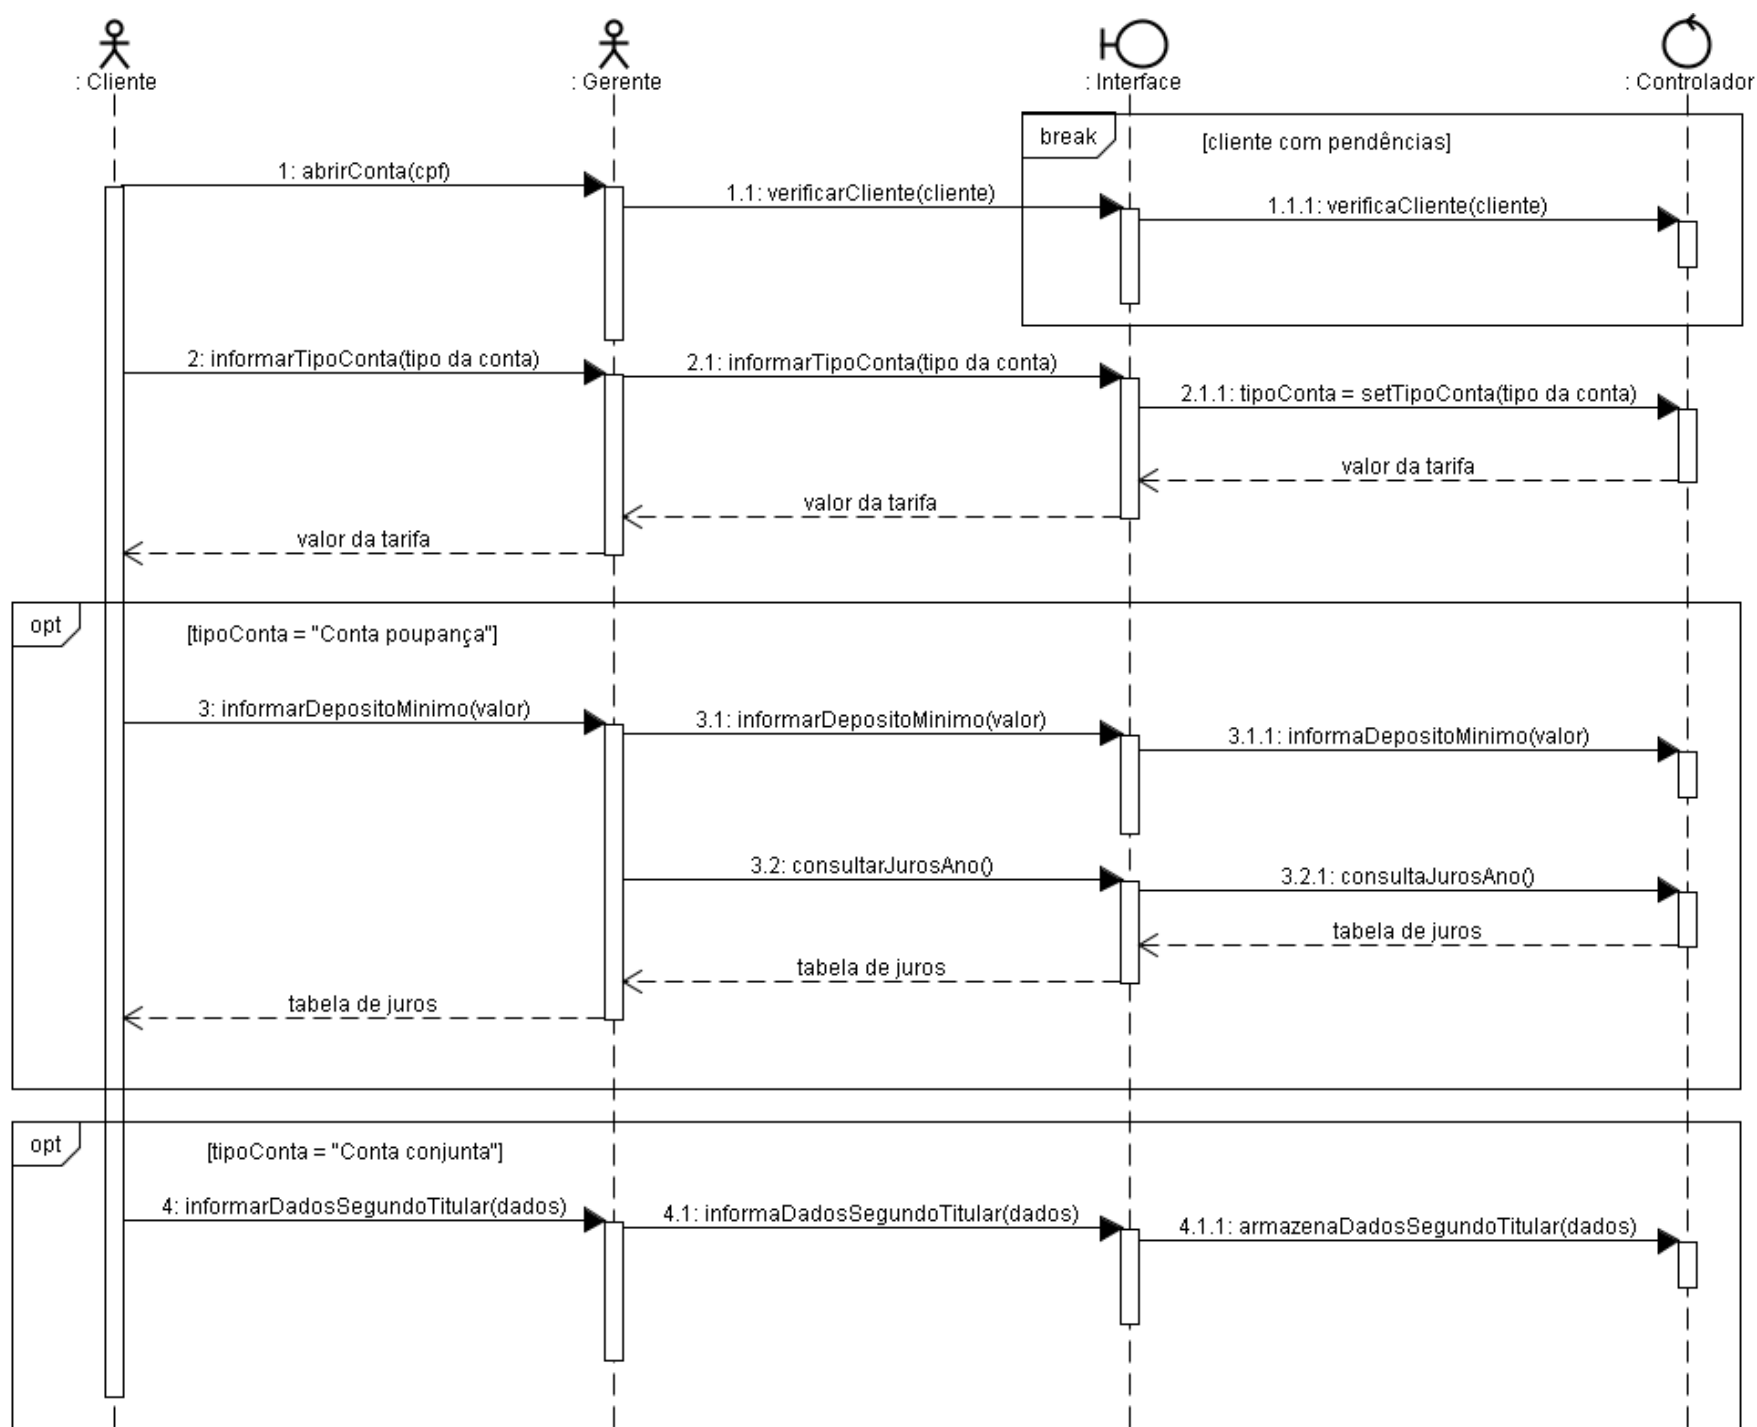 : Cliente
: Gerente
: Interface
: Controlador
break
[cliente com pendências]
1: abrirConta(cpf)
1.1: verificarCliente(cliente)
1.1.1: verificaCliente(cliente)
2: informarTipoConta(tipo da conta)
2.1: informarTipoConta(tipo da conta)
2.1.1: tipoConta = setTipoConta(tipo da conta)
valor da tarifa
valor da tarifa
valor da tarifa
opt
[tipoConta = "Conta poupança"]
3: informarDepositoMinimo(valor)
3.1: informarDepositoMinimo(valor)
3.1.1: informaDepositoMinimo(valor)
3.2: consultarJurosAno()
3.2.1: consultaJurosAno()
tabela de juros
tabela de juros
tabela de juros
opt
[tipoConta = "Conta conjunta"]
4: informarDadosSegundoTitular(dados)
4.1: informaDadosSegundoTitular(dados)
4.1.1: armazenaDadosSegundoTitular(dados)